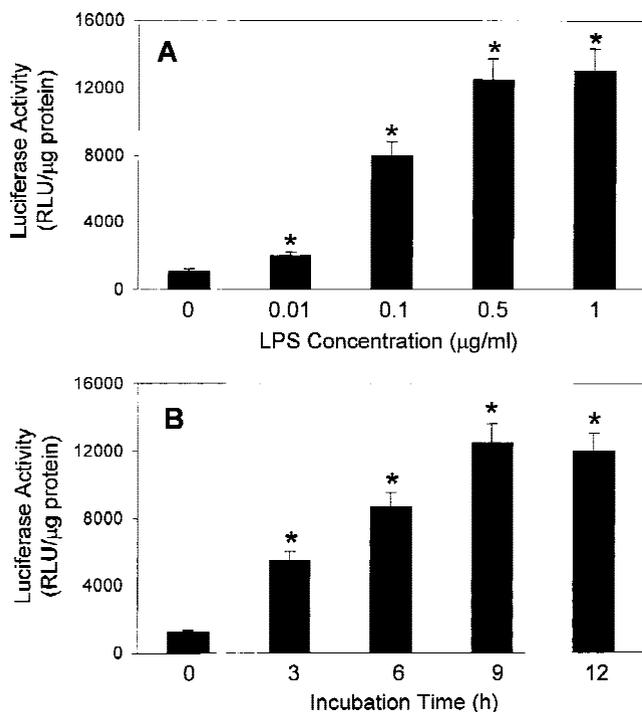 A
Luciferase Activity
(RLU/μg protein)
16000
12000
8000
4000
0
*
*
*
*
0 0.01 0.1 0.5 1
LPS Concentration (μg/ml)
B
Luciferase Activity
(RLU/μg protein)
16000
12000
8000
4000
0
*
*
*
*
0 3 6 9 12
Incubation Time (h)